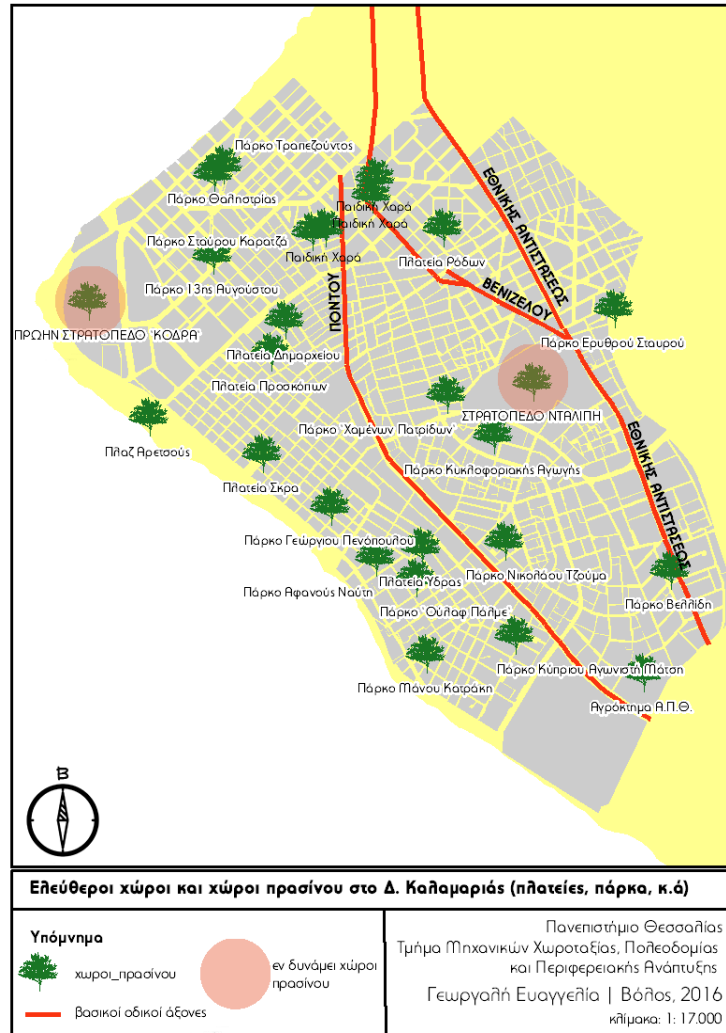 Πάρκο Τραπεζούντος
Πάρκο Θαληστρίας
Παιδική Χαρά
Παιδική Χαρά
Πάρκο Σταύρου Καρατζά
Παιδική Χαρά
Πλατεία Ρόδων
ΕΘΝΙΚΗΣ ΑΝΤΙΣΤΑΣΕΩΣ
ΒΕΝΙΖΕΛΟΥ
ΠΟΝΤΟΥ
Πάρκο 13ης Αυγούστου
ΠΡΩΗΝ ΣΤΡΑΤΟΠΕΔΟ "ΚΟΔΡΑ"
Πάρκο Ερυθρού Σταυρού
Πλατεία Δημαρχείου
Πλατεία Προσκόπων
ΣΤΡΑΤΟΠΕΔΟ ΝΤΑΛΙΠΗ
Πάρκο "Χαμένων Πατρίδων"
Πλαζ Αρετσούς
Πάρκο Κυκλοφοριακής Αγωγής
ΕΘΝΙΚΗΣ ΑΝΤΙΣΤΑΣΕΩΣ
Πλατεία Σκρα
Πάρκο Γεώργιου Πενόπουλου
Πλατεία Ύδρας
Πάρκο Νικολάου Τζούμα
Πάρκο Αφανούς Ναύτη
Πάρκο Βελλίδη
Πάρκο "Ούλαφ Πάλμε"
Πάρκο Κύπριου Αγωνιστή Μάτση
Πάρκο Μάνου Κατράκη
Αγρόκτημα Α.Π.Θ.
Β
Ελεύθεροι χώροι και χώροι πρασίνου στο Δ. Καλαμαριάς (πλατείες, πάρκα, κ.ά)
Υπόμνημα
χωροι_πρασίνου
εν δυνάμει χώροι
πρασίνου
βασικοί οδικοί άξονες
Πανεπιστήμιο Θεσσαλίας
Τμήμα Μηχανικών Χωροταξίας, Πολεοδομίας
και Περιφερειακής Ανάπτυξης
Γεωργαλή Ευαγγελία | Βόλος, 2016
κλίμακα: 1: 17.000